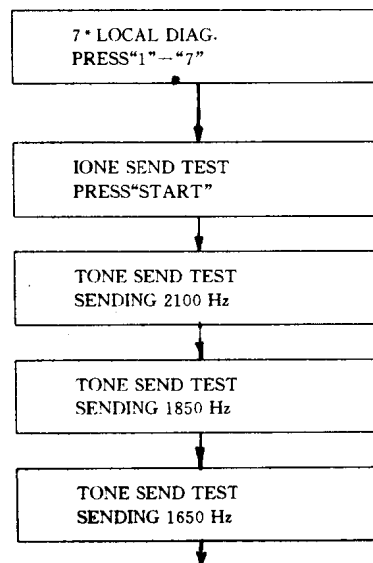 7* LOCAL DIAG.
PRESS“1”—“7”
IONE SEND TEST
PRESS“START”
TONE SEND TEST
SENDING 2100 Hz
TONE SEND TEST
SENDING 1850 Hz
TONE SEND TEST
SENDING 1650 Hz